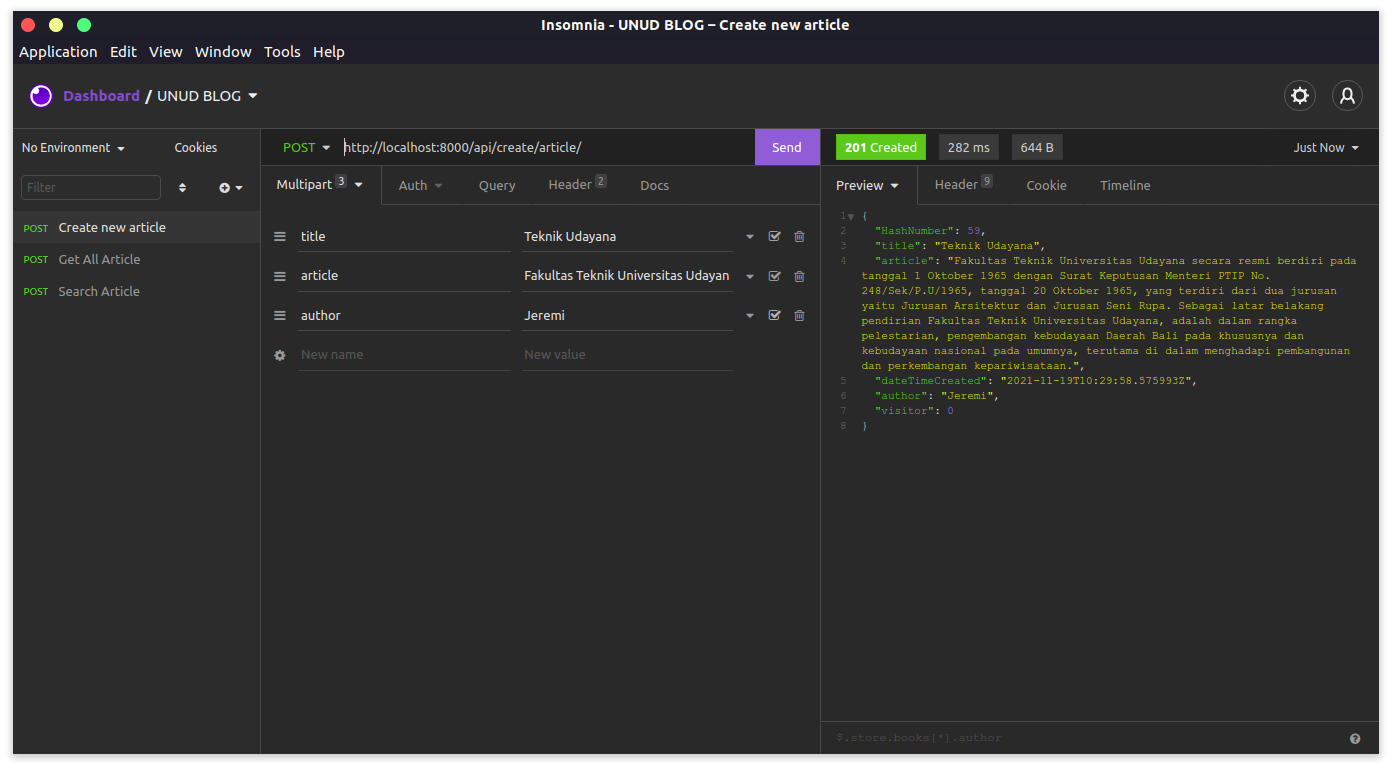 Insomnia - UNUD BLOG – Create new article
Application Edit View Window Tools Help
Dashboard / UNUD BLOG
No Environment Cookies
Filter
POST Create new article
POST Get All Article
POST Search Article
POST http://localhost:8000/api/create/article/ Send
Multipart 3 Auth Query Header 2 Docs
title Teknik Udayana
article Fakultas Teknik Universitas Udayan
author Jeremi
New name New value
201 Created 282 ms 644 B Just Now
Preview Header 9 Cookie Timeline
1 {
2 "HashNumber": 59,
3 "title": "Teknik Udayana",
4 "article": "Fakultas Teknik Universitas Udayana secara resmi berdiri pada
tanggal 1 Oktober 1965 dengan Surat Keputusan Menteri PTIP No.
248/Sek/P.U/1965, tanggal 20 Oktober 1965, yang terdiri dari dua jurusan
yaitu Jurusan Arsitektur dan Jurusan Seni Rupa. Sebagai latar belakang
pendirian Fakultas Teknik Universitas Udayana, adalah dalam rangka
pelestarian, pengembangan kebudayaan Daerah Bali pada khususnya dan
kebudayaan nasional pada umumnya, terutama di dalam menghadapi pembangunan
dan perkembangan kepariwisataan.",
5 "dateTimeCreated": "2021-11-19T10:29:58.575993Z",
6 "author": "Jeremi",
7 "visitor": 0
8 }
$.store.books[*].author